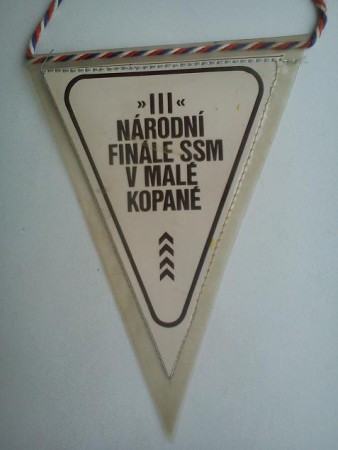 »III«
NÁRODNÍ
FINÁLE SSM
V MALÉ
KOPANÉ